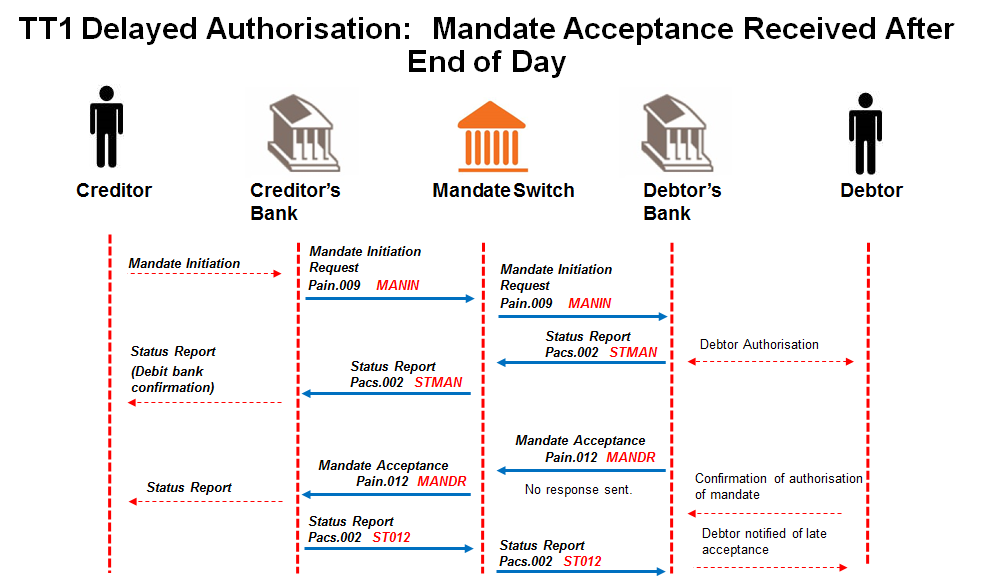 TT1 Delayed Authorisation: Mandate Acceptance Received After
End of Day
Creditor
Creditor's
Bank
Mandate Switch
Debtor's
Bank
Debtor
Mandate Initiation
Mandate Initiation
Request
Pain.009 MANIN
Mandate Initiation
Request
Pain.009 MANIN
Status Report
Pacs.002 STMAN
Debtor Authorisation
Status Report
(Debit bank
confirmation)
Status Report
Pacs.002 STMAN
Mandate Acceptance
Pain.012 MANDR
Mandate Acceptance
Pain.012 MANDR
No response sent.
Confirmation of authorisation
of mandate
Status Report
Status Report
Pacs.002 ST012
Status Report
Pacs.002 ST012
Debtor notified of late
acceptance